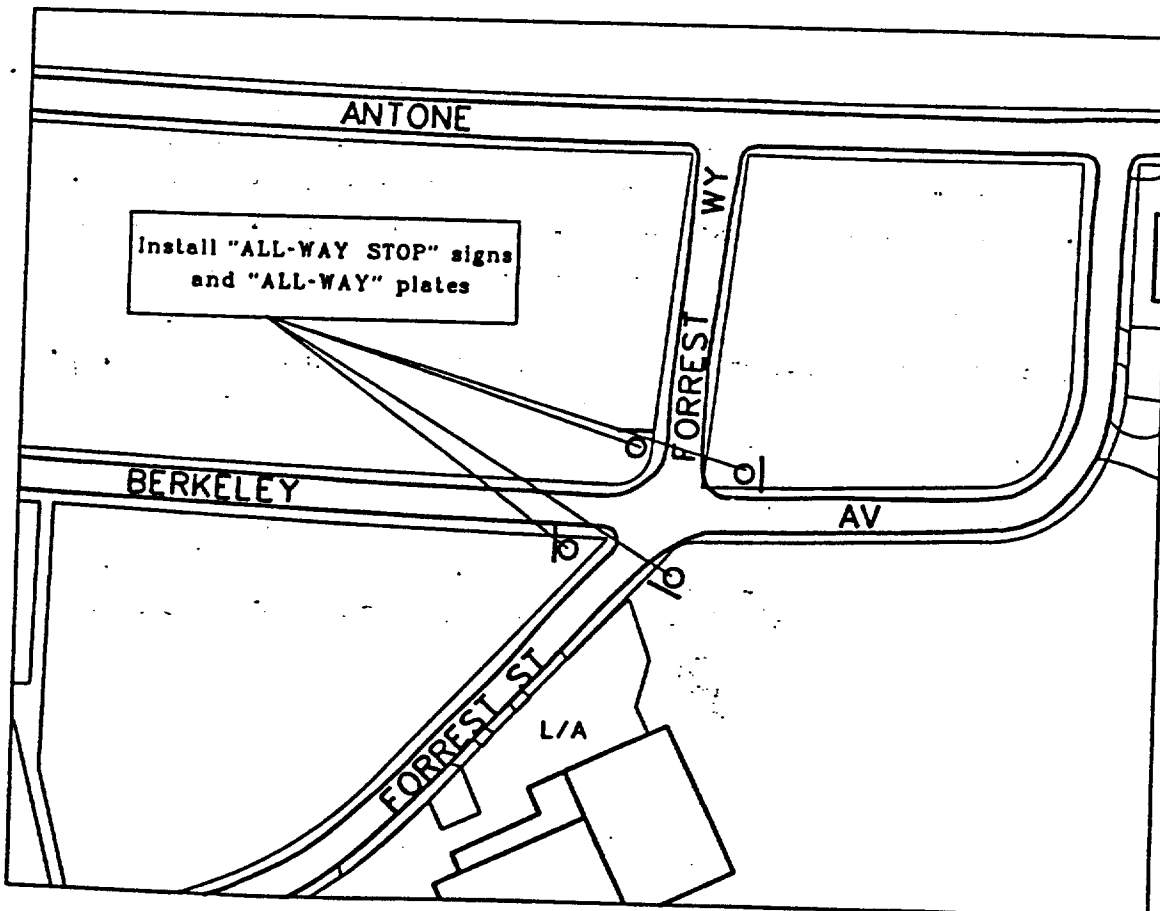 ANTONE
FORREST WY
Install "ALL-WAY STOP" signs
and "ALL-WAY" plates
BERKELEY AV
FORREST ST
L/A